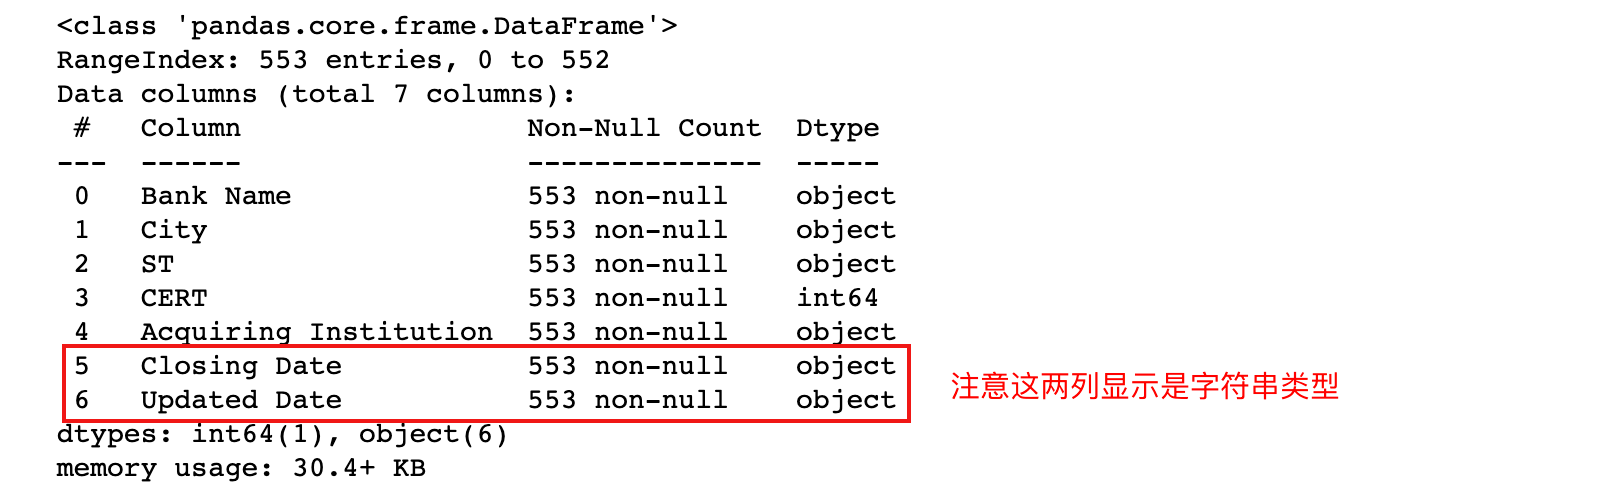 <class 'pandas.core.frame.DataFrame'>
RangeIndex: 553 entries, 0 to 552
Data columns (total 7 columns):
 #   Column                 Non-Null Count  Dtype
---  ------                 --------------  -----
 0   Bank Name              553 non-null    object
 1   City                   553 non-null    object
 2   ST                     553 non-null    object
 3   CERT                   553 non-null    int64
 4   Acquiring Institution  553 non-null    object
 5   Closing Date           553 non-null    object
 6   Updated Date           553 non-null    object
注意这两列显示是字符串类型
dtypes: int64(1), object(6)
memory usage: 30.4+ KB